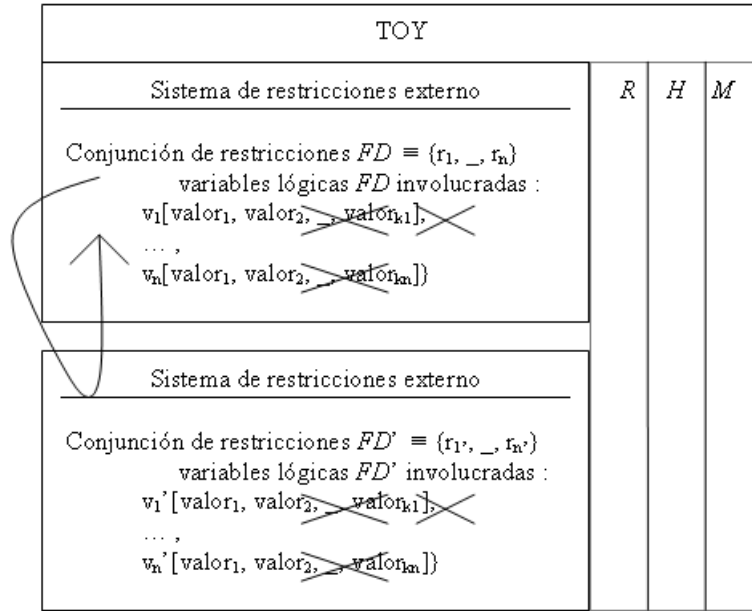 TOY
Sistema de restricciones externo
R H M
Conjunción de restricciones FD ≡ {r₁, _, rₙ}
variables lógicas FD involucradas :
v₁[valor₁, valor₂, _, valorₖ₁],
... ,
vₙ[valor₁, valor₂, _, valorₖₙ]}
Sistema de restricciones externo
Conjunción de restricciones FD’ ≡ {r₁’, _, rₙ’}
variables lógicas FD’ involucradas :
v₁’[valor₁, valor₂, _, valorₖ₁],
... ,
vₙ’[valor₁, valor₂, _, valorₖₙ]}